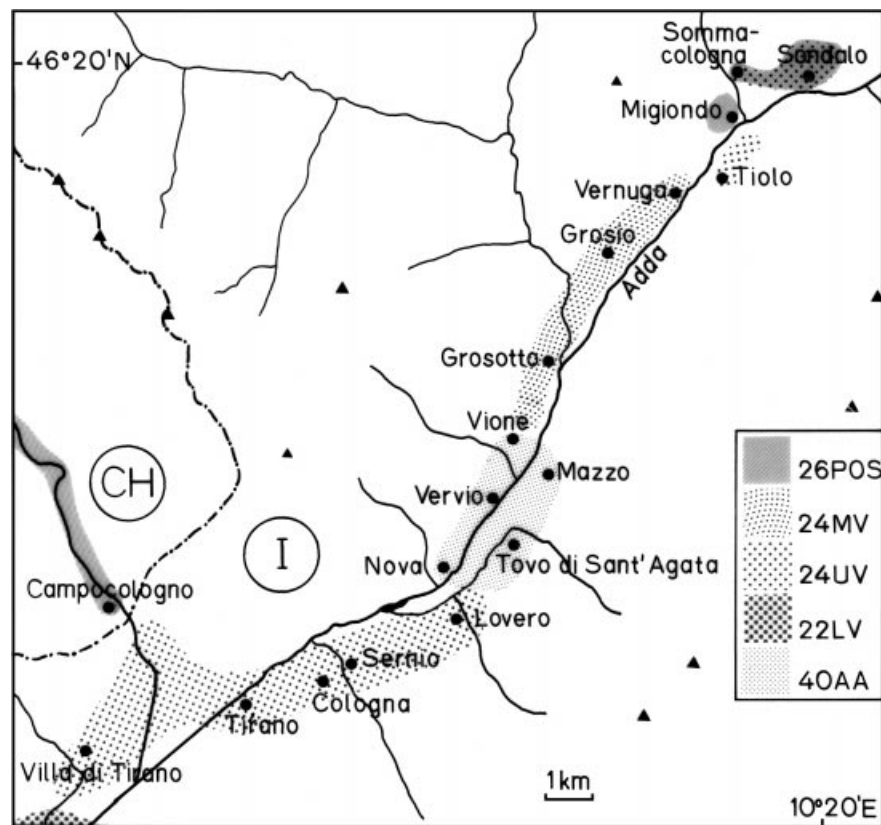 46°20'N
Somma-
cologna
Sondalo
Migiondo
Tiolo
Vernuga
Grosio
Adda
Grosotta
Vione
Mazzo
Vervio
CH
I
Nova
Tovo di Sant'Agata
Campocologno
Lovero
Sernio
Cologna
Tirano
Villa di Tirano
26POS
24MV
24UV
22LV
40AA
1km
10°20'E